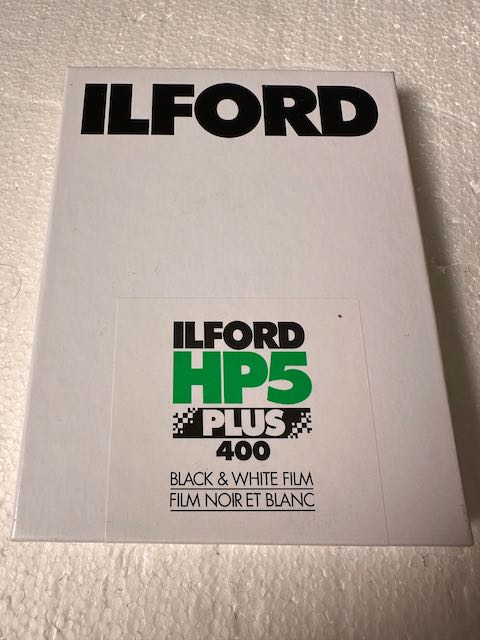 ILFORD
ILFORD
HP5
PLUS
400
BLACK & WHITE FILM
FILM NOIR ET BLANC